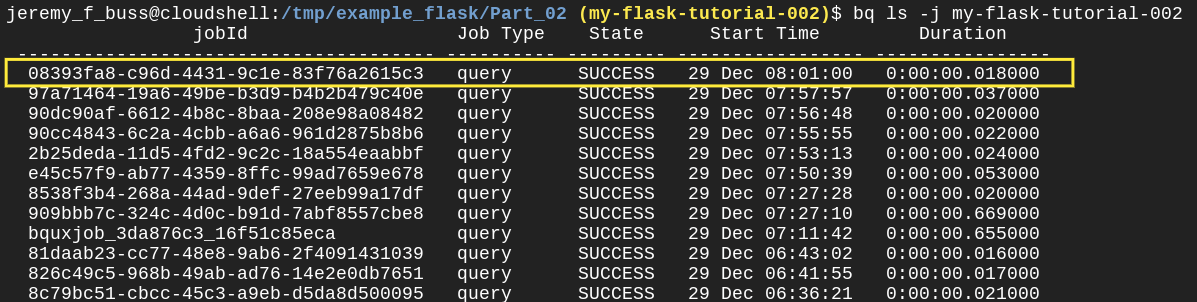 jeremy_f_buss@cloudshell:/tmp/example_flask/Part_02 (my-flask-tutorial-002)$ bq ls -j my-flask-tutorial-002
jobId Job Type State Start Time Duration
-------------------------------------- ---------- --------- ----------------- ----------------
08393fa8-c96d-4431-9c1e-83f76a2615c3 query SUCCESS 29 Dec 08:01:00 0:00:00.018000
97a71464-19a6-49be-b3d9-b4b2b479c40e query SUCCESS 29 Dec 07:57:57 0:00:00.037000
90dc90af-6612-4b8c-8baa-208e98a08482 query SUCCESS 29 Dec 07:56:48 0:00:00.020000
90cc4843-6c2a-4cbb-a6a6-961d2875b8b6 query SUCCESS 29 Dec 07:55:55 0:00:00.022000
2b25deda-11d5-4fd2-9c2c-18a554eaabbf query SUCCESS 29 Dec 07:53:13 0:00:00.024000
e45c57f9-ab77-4359-8ffc-99ad7659e678 query SUCCESS 29 Dec 07:50:39 0:00:00.053000
8538f3b4-268a-44ad-9def-27eeb99a17df query SUCCESS 29 Dec 07:27:28 0:00:00.020000
909bbb7c-324c-4d0c-b91d-7abf8557cbe8 query SUCCESS 29 Dec 07:27:10 0:00:00.669000
bquxjob_3da876c3_16f51c85eca query SUCCESS 29 Dec 07:11:42 0:00:00.655000
81daab23-cc77-48e8-9ab6-2f4091431039 query SUCCESS 29 Dec 06:43:02 0:00:00.016000
826c49c5-968b-49ab-ad76-14e2e0db7651 query SUCCESS 29 Dec 06:41:55 0:00:00.017000
8c79bc51-cbcc-45c3-a9eb-d5da8d500095 query SUCCESS 29 Dec 06:36:21 0:00:00.021000